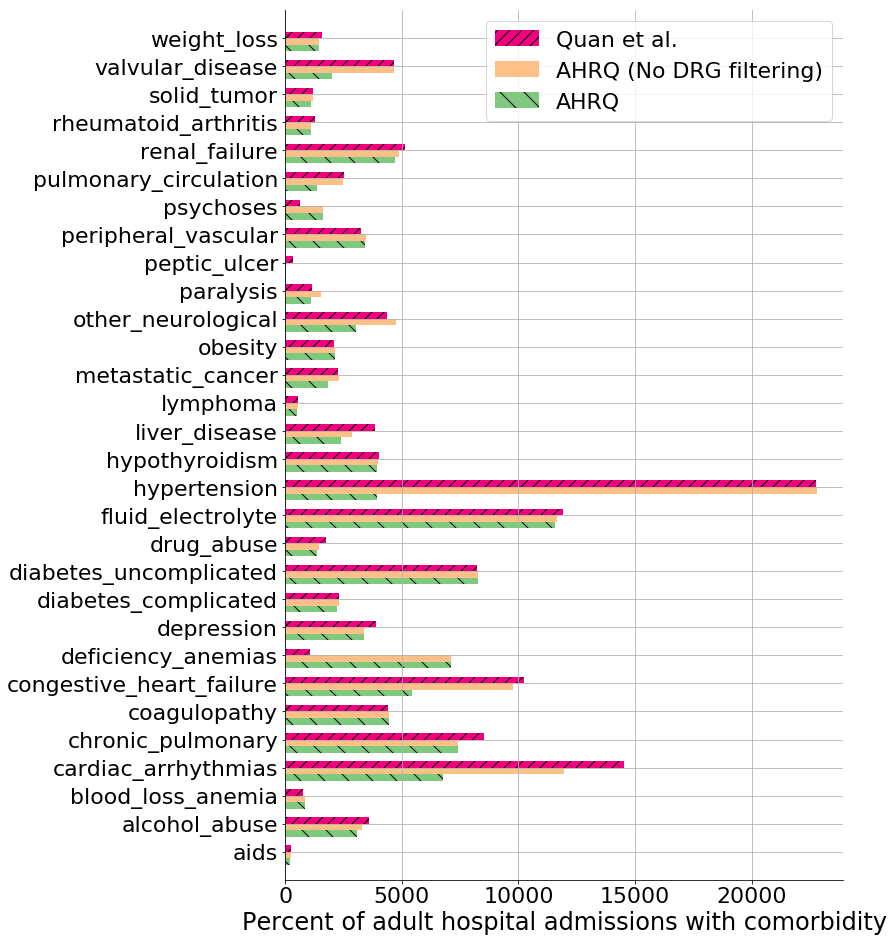 weight_loss
valvular_disease
solid_tumor
rheumatoid_arthritis
renal_failure
pulmonary_circulation
psychoses
peripheral_vascular
peptic_ulcer
paralysis
other_neurological
obesity
metastatic_cancer
lymphoma
liver_disease
hypothyroidism
hypertension
fluid_electrolyte
drug_abuse
diabetes_uncomplicated
diabetes_complicated
depression
deficiency_anemias
congestive_heart_failure
coagulopathy
chronic_pulmonary
cardiac_arrhythmias
blood_loss_anemia
alcohol_abuse
aids
Quan et al.
AHRQ (No DRG filtering)
AHRQ
0 5000 10000 15000 20000
Percent of adult hospital admissions with comorbidity